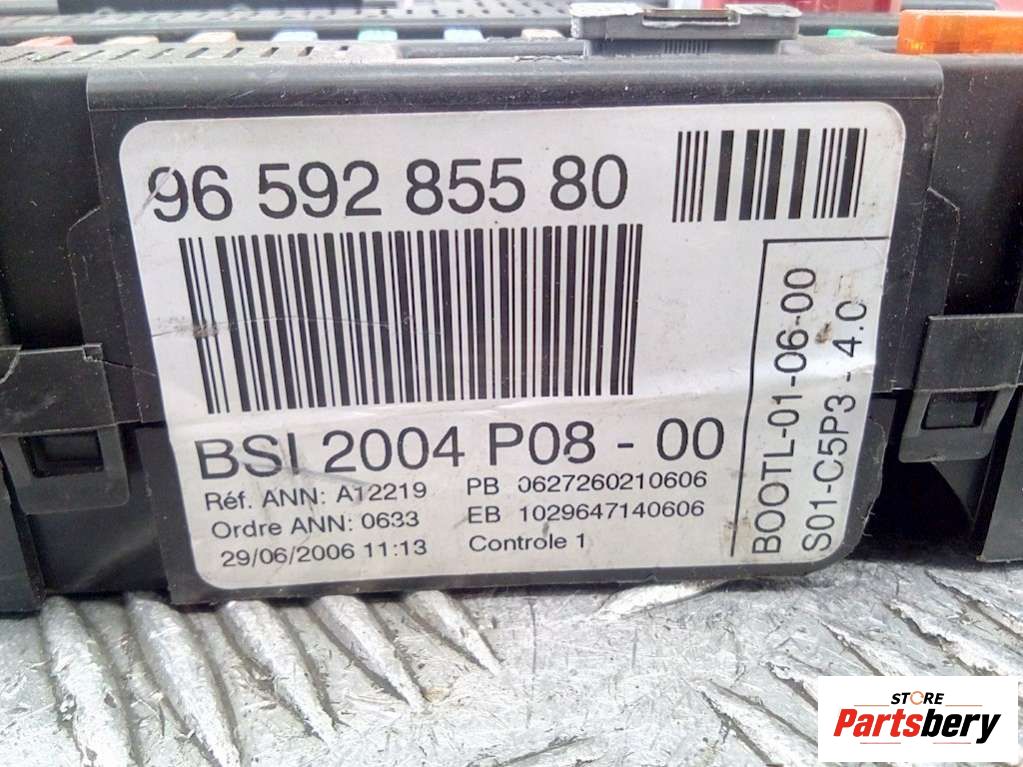 96 592 855 80
BSI 2004 P08 - 00
Réf. ANN: A12219 PB 0627260210606
Ordre ANN: 0633 EB 1029647140606
29/06/2006 11:13 Controle 1
BOOTL-01-06-00
S01-C5P3 - 4.0
STORE
Partsbery